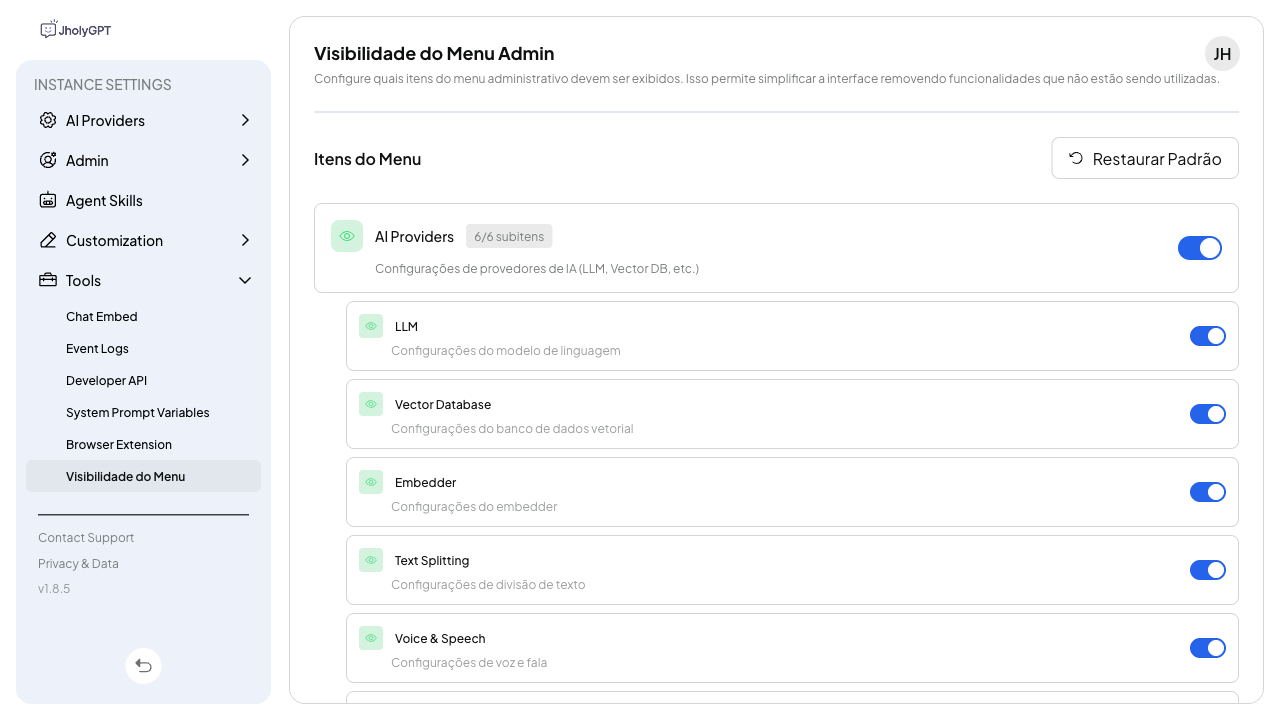 JholyGPT
INSTANCE SETTINGS
AI Providers
Admin
Agent Skills
Customization
Tools
Chat Embed
Event Logs
Developer API
System Prompt Variables
Browser Extension
Visibilidade do Menu
Contact Support
Privacy & Data
v1.8.5
Visibilidade do Menu Admin
JH
Configure quais itens do menu administrativo devem ser exibidos. Isso permite simplificar a interface removendo funcionalidades que não estão sendo utilizadas.
Itens do Menu
Restaurar Padrão
AI Providers 6/6 subitens
Configurações de provedores de IA (LLM, Vector DB, etc.)
LLM
Configurações do modelo de linguagem
Vector Database
Configurações do banco de dados vetorial
Embedder
Configurações do embedder
Text Splitting
Configurações de divisão de texto
Voice & Speech
Configurações de voz e fala